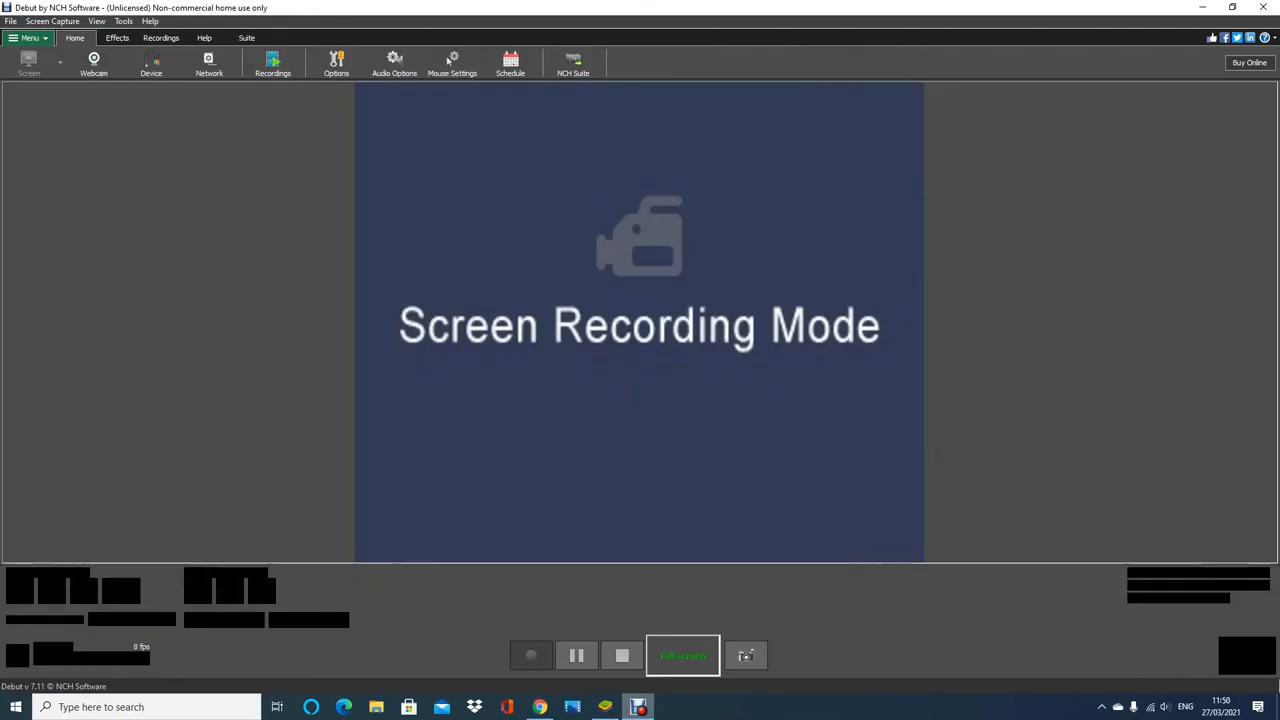 Debut by NCH Software - (Unlicensed) Non-commercial home use only
File Screen Capture View Tools Help
Menu Home Effects Recordings Help Suite
Screen Webcam Device Network Recordings Options Audio Options Mouse Settings Schedule NCH Suite Buy Online
Screen Recording Mode
8 fps
Full screen
Debut v 7.11 © NCH Software
Type here to search
ENG
11:50
27/03/2021